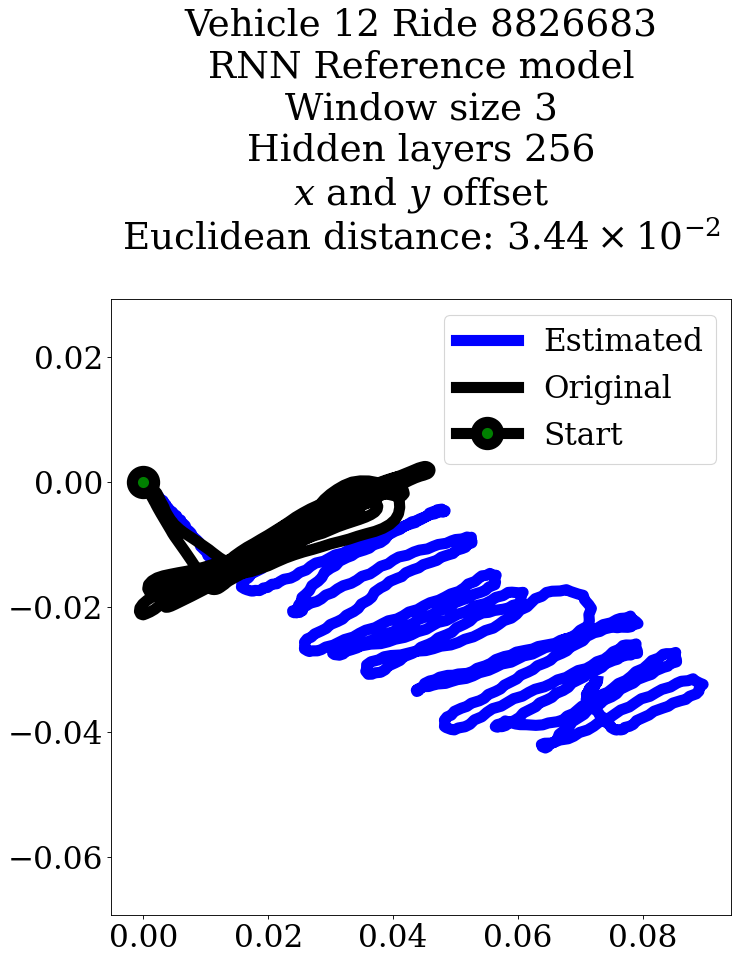 Vehicle 12 Ride 8826683
RNN Reference model
Window size 3
Hidden layers 256
x and y offset
Euclidean distance: 3.44 × 10⁻²
Estimated
Original
Start
0.02
0.00
−0.02
−0.04
−0.06
0.00 0.02 0.04 0.06 0.08